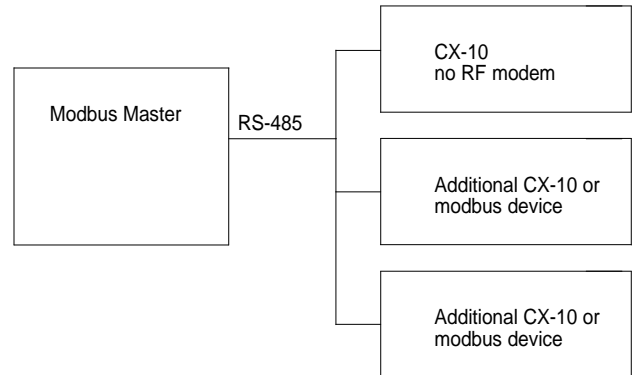 CX-10
no RF modem
Modbus Master
RS-485
Additional CX-10 or
modbus device
Additional CX-10 or
modbus device